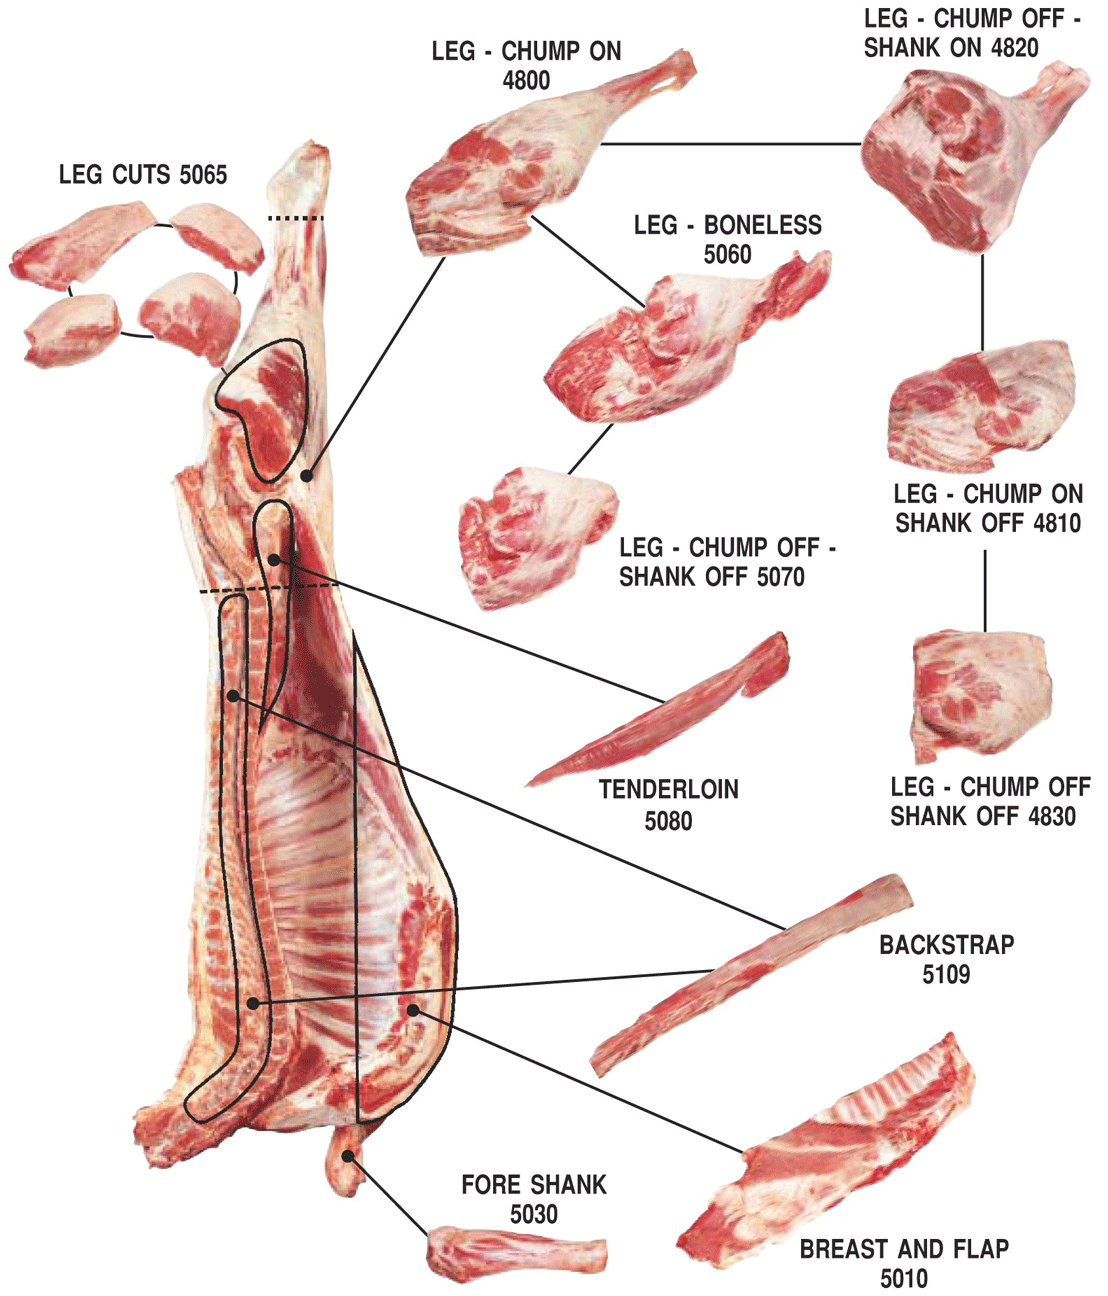 LEG - CHUMP OFF -
SHANK ON 4820
LEG - CHUMP ON
4800
LEG CUTS 5065
LEG - BONELESS
5060
LEG - CHUMP ON
SHANK OFF 4810
LEG - CHUMP OFF -
SHANK OFF 5070
TENDERLOIN
5080
LEG - CHUMP OFF
SHANK OFF 4830
BACKSTRAP
5109
FORE SHANK
5030
BREAST AND FLAP
5010